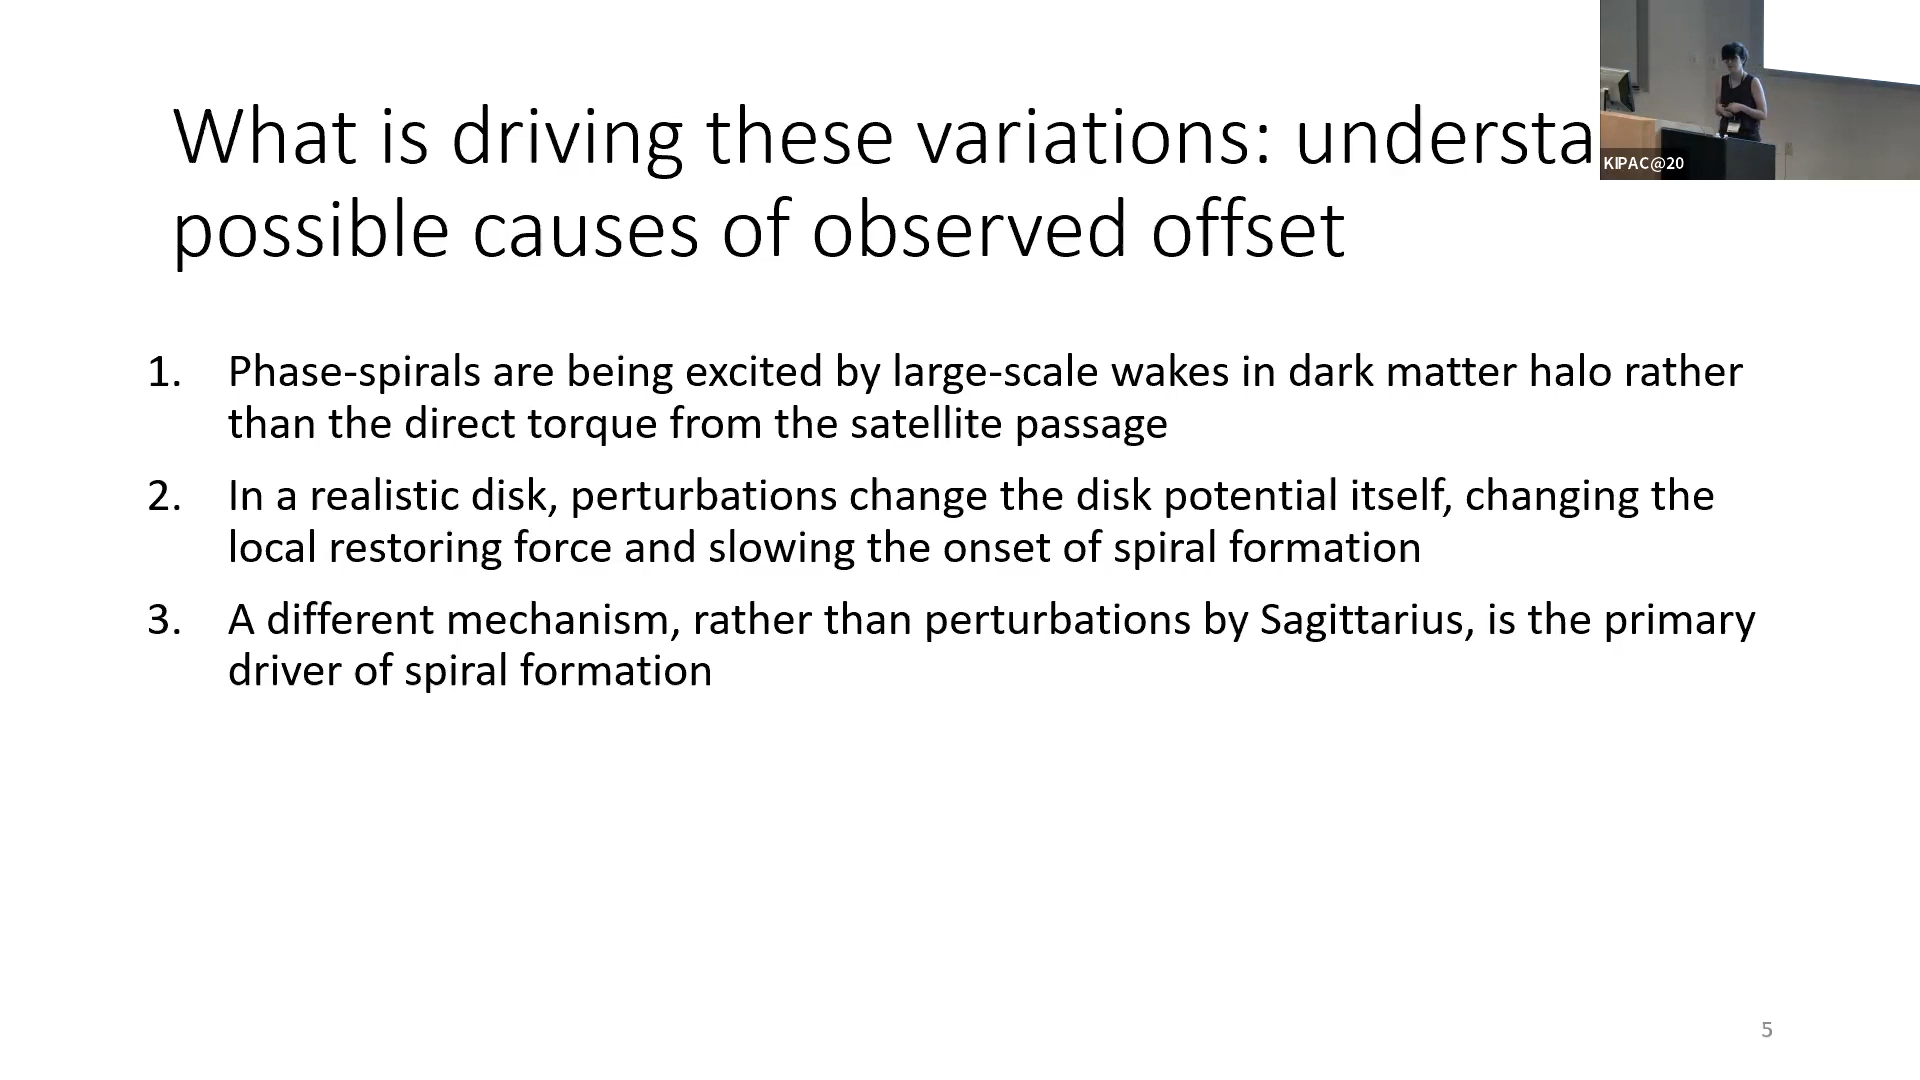 What is driving these variations: understa
possible causes of observed offset
KIPAC@20
1. Phase-spirals are being excited by large-scale wakes in dark matter halo rather
than the direct torque from the satellite passage
2. In a realistic disk, perturbations change the disk potential itself, changing the
local restoring force and slowing the onset of spiral formation
3. A different mechanism, rather than perturbations by Sagittarius, is the primary
driver of spiral formation
5